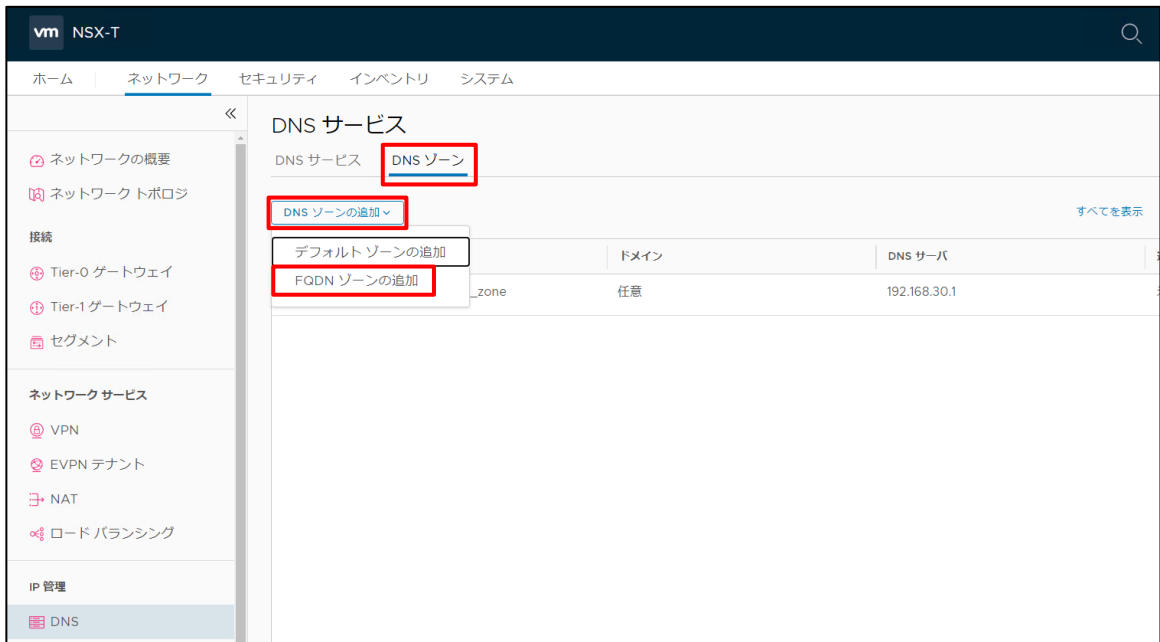 vm NSX-T
ホーム ネットワーク セキュリティ インベントリ システム
ネットワークの概要
ネットワーク トポロジ
接続
Tier-0 ゲートウェイ
Tier-1 ゲートウェイ
セグメント
ネットワーク サービス
VPN
EVPN テナント
NAT
ロード バランシング
IP 管理
DNS
DNS サービス
DNS サービス DNS ゾーン
DNS ゾーンの追加 すべてを表示
デフォルト ゾーンの追加
FQDN ゾーンの追加
ドメイン DNS サーバ
_zone 任意 192.168.30.1